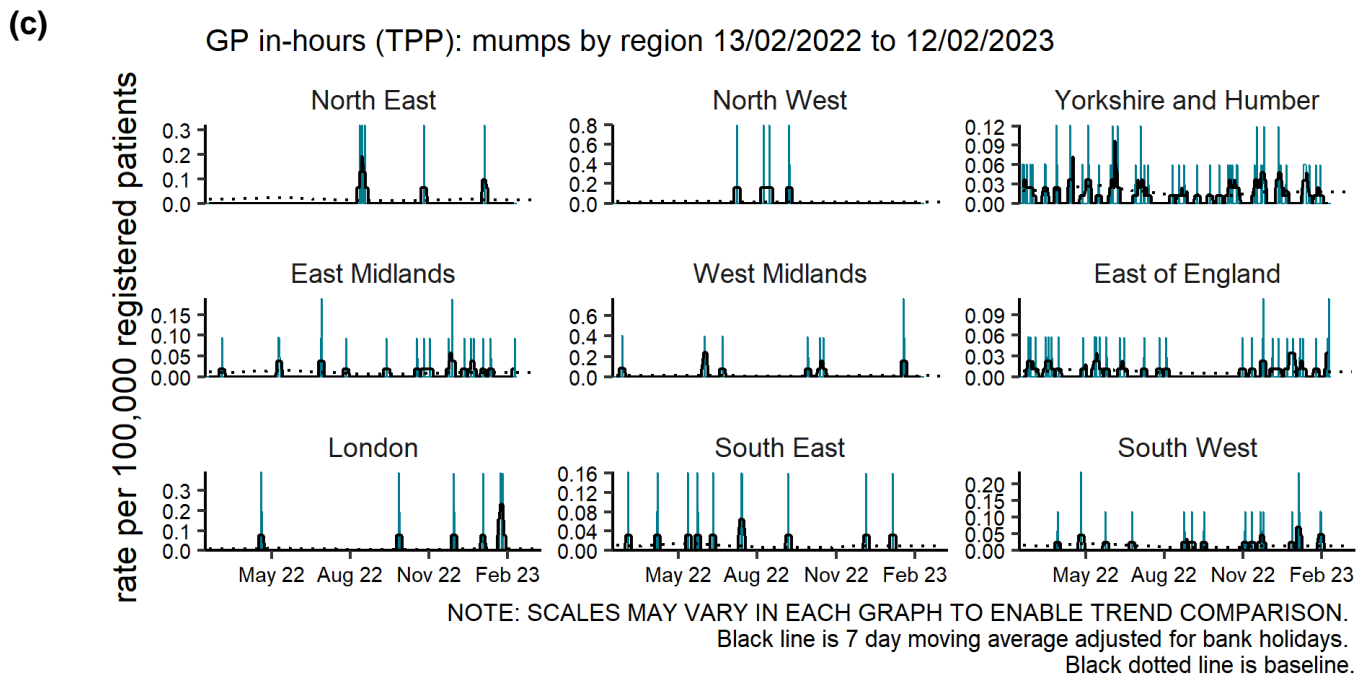 (c)
GP in-hours (TPP): mumps by region 13/02/2022 to 12/02/2023
rate per 100,000 registered patients
North East
0.3
0.2
0.1
0.0
North West
0.8
0.6
0.4
0.2
0.0
Yorkshire and Humber
0.12
0.09
0.06
0.03
0.00
East Midlands
0.15
0.10
0.05
0.00
West Midlands
0.6
0.4
0.2
0.0
East of England
0.09
0.06
0.03
0.00
London
0.3
0.2
0.1
0.0
May 22 Aug 22 Nov 22 Feb 23
South East
0.16
0.12
0.08
0.04
0.00
May 22 Aug 22 Nov 22 Feb 23
South West
0.20
0.15
0.10
0.05
0.00
May 22 Aug 22 Nov 22 Feb 23
NOTE: SCALES MAY VARY IN EACH GRAPH TO ENABLE TREND COMPARISON.
Black line is 7 day moving average adjusted for bank holidays.
Black dotted line is baseline.